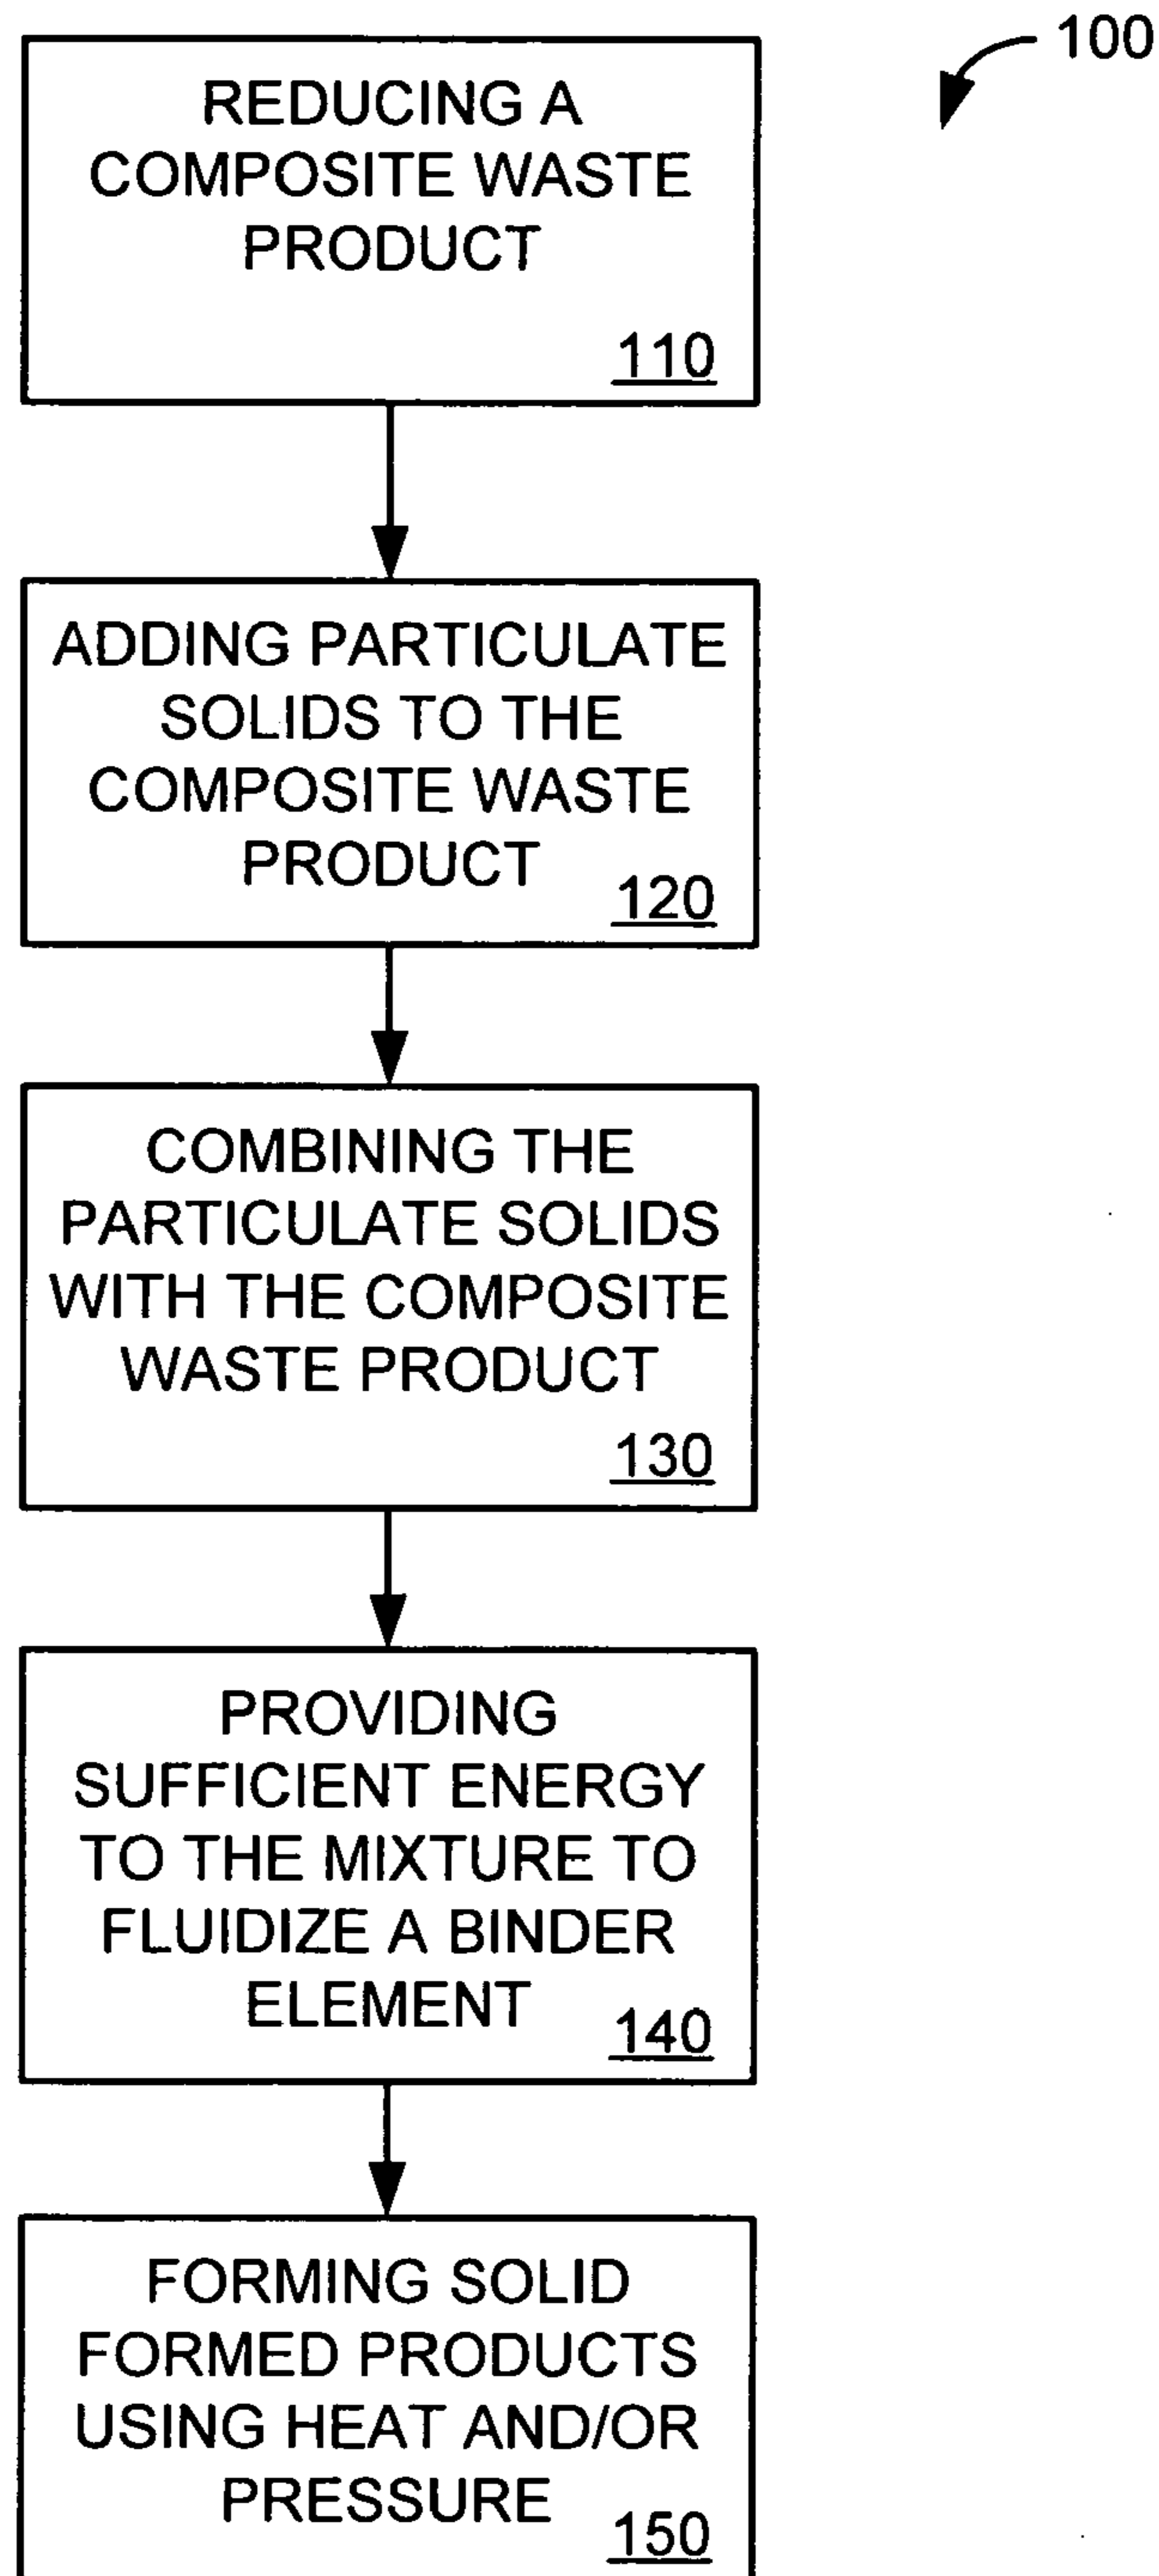 100
REDUCING A
COMPOSITE WASTE
PRODUCT
110
ADDING PARTICULATE
SOLIDS TO THE
COMPOSITE WASTE
PRODUCT
120
COMBINING THE
PARTICULATE SOLIDS
WITH THE COMPOSITE
WASTE PRODUCT
130
PROVIDING
SUFFICIENT ENERGY
TO THE MIXTURE TO
FLUIDIZE A BINDER
ELEMENT
140
FORMING SOLID
FORMED PRODUCTS
USING HEAT AND/OR
PRESSURE
150